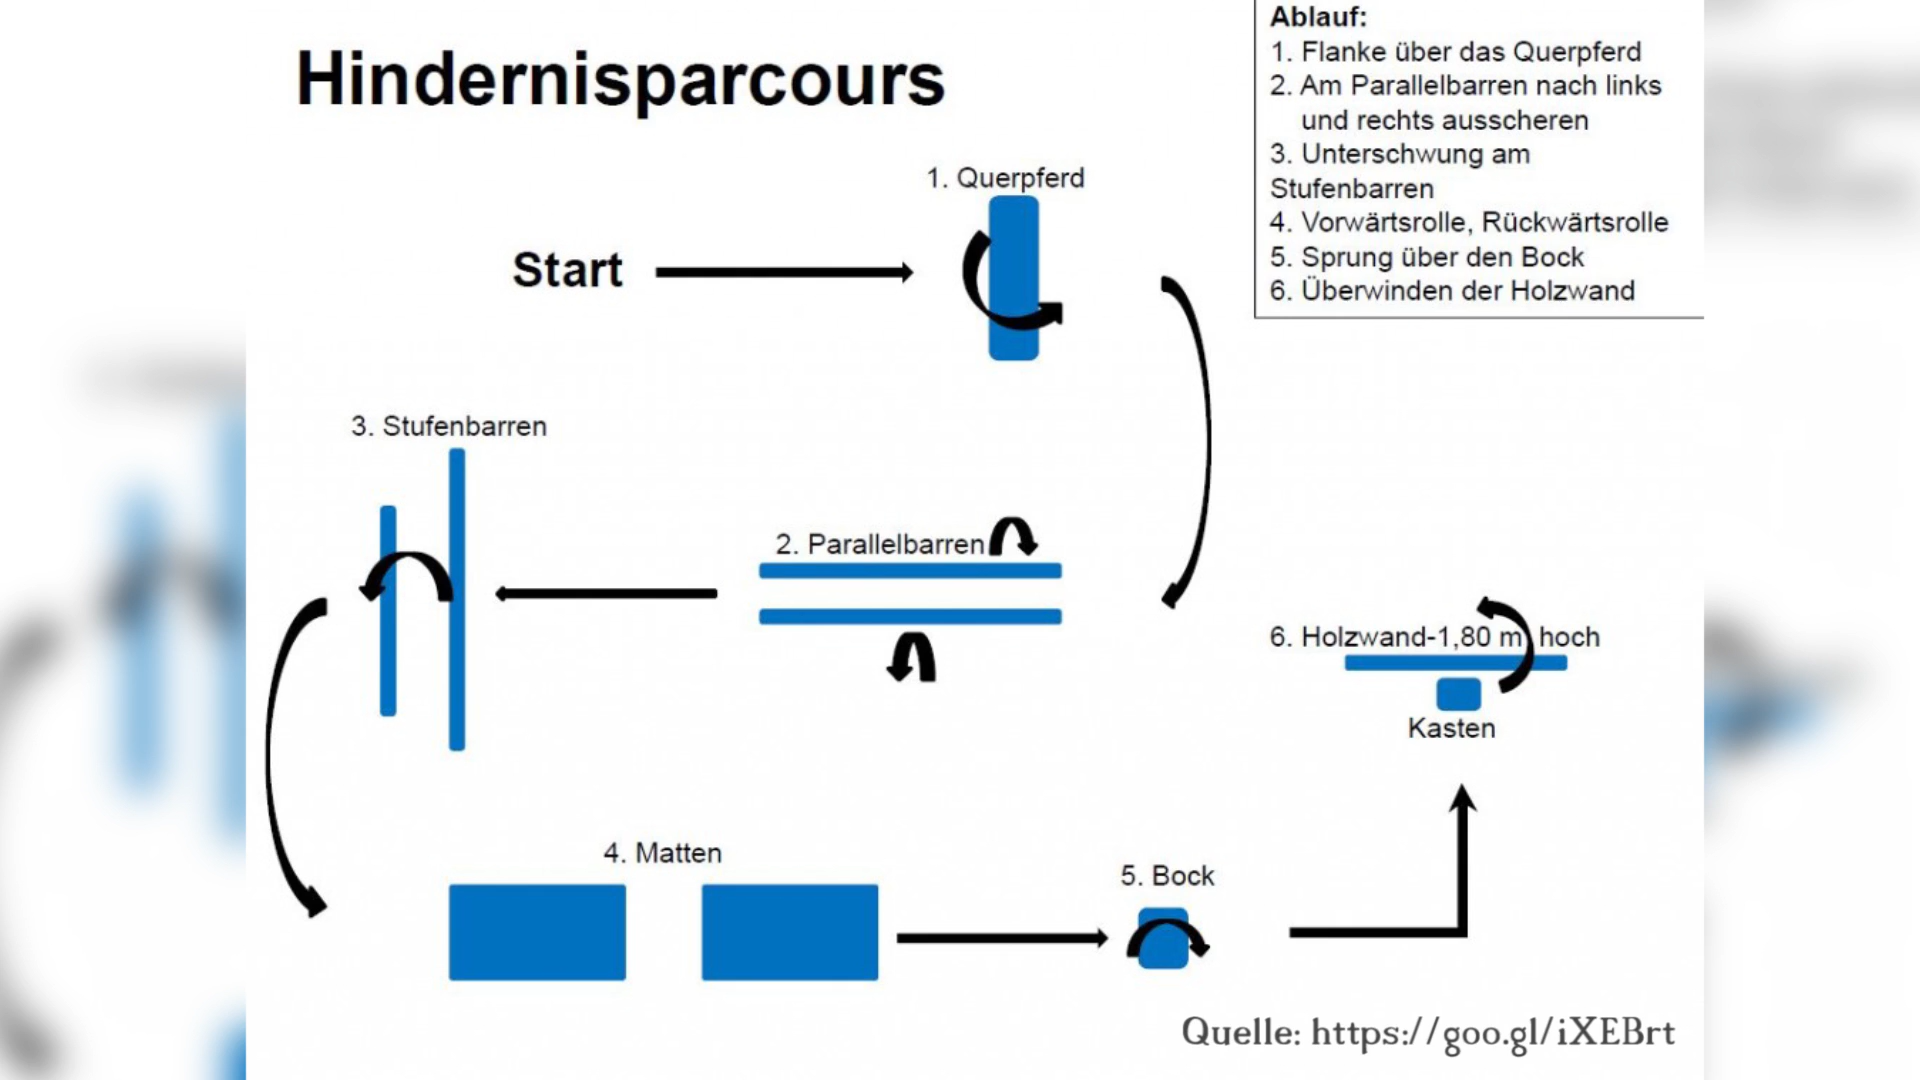 Hindernisparcours
Ablauf:
1. Flanke über das Querpferd
2. Am Parallelbarren nach links
und rechts ausscheren
3. Unterschwung am
Stufenbarren
4. Vorwärtsrolle, Rückwärtsrolle
5. Sprung über den Bock
6. Überwinden der Holzwand
1. Querpferd
Start
3. Stufenbarren
2. Parallelbarren
6. Holzwand-1,80 m hoch
Kasten
4. Matten
5. Bock
Quelle: https://goo.gl/iXEBrt